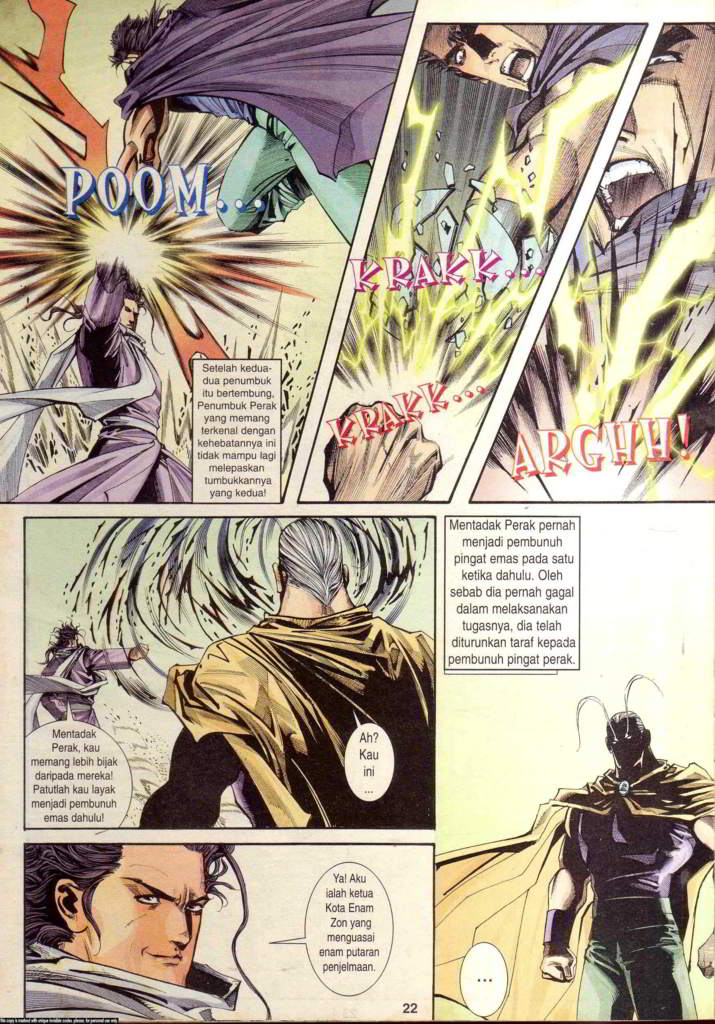 POOM...
Setelah kedua-
dua penumbuk
itu bertembung,
Penumbuk Perak
yang memang
terkenal dengan
kehebatannya ini
tidak mampu lagi
melepaskan
tumbukkannya
yang kedua!
KRAKK...
KRAKK...
ARGHH!
Mentadak
Perak, kau
memang lebih bijak
daripada mereka!
Patutlah kau layak
menjadi pembunuh
emas dahulu!
Ah?
Kau
ini
...
Mentadak Perak pernah
menjadi pembunuh
pingat emas pada satu
ketika dahulu. Oleh
sebab dia pernah gagal
dalam melaksanakan
tugasnya, dia telah
diturunkan taraf kepada
pembunuh pingat perak.
Ya! Aku
ialah ketua
Kota Enam
Zon yang
menguasai
enam putaran
penjelmaan.
...
22